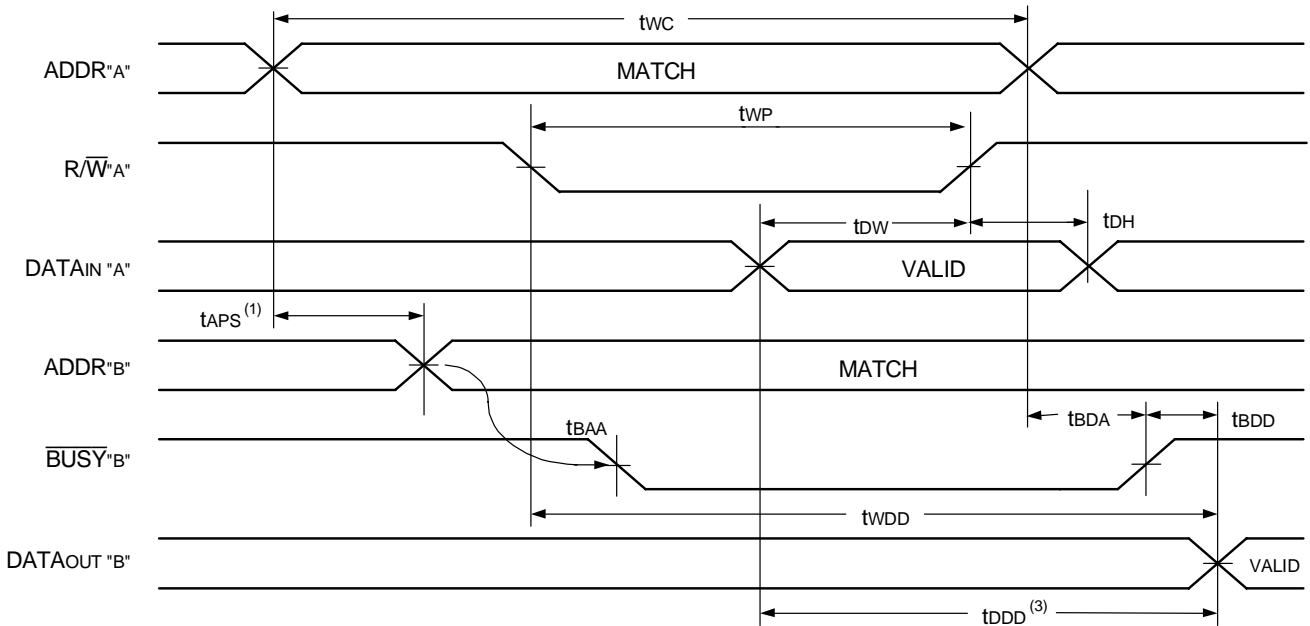 tWC
ADDR"A"
MATCH
tWP
R/W̅"A"
tDW
tDH
DATAIN "A"
VALID
tAPS (1)
ADDR"B"
MATCH
tBAA
tBDA
tBDD
B̅U̅S̅Y̅"B"
tWDD
DATAOUT "B"
VALID
tDDD (3)